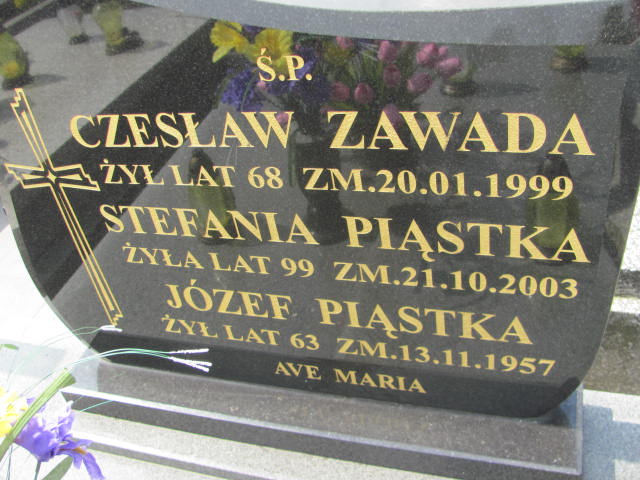 Ś.P.
CZESŁAW ZAWADA
ŻYŁ LAT 68 ZM.20.01.1999
STEFANIA PIĄSTKA
ŻYŁA LAT 99 ZM.21.10.2003
JÓZEF PIĄSTKA
ŻYŁ LAT 63 ZM.13.11.1957
AVE MARIA